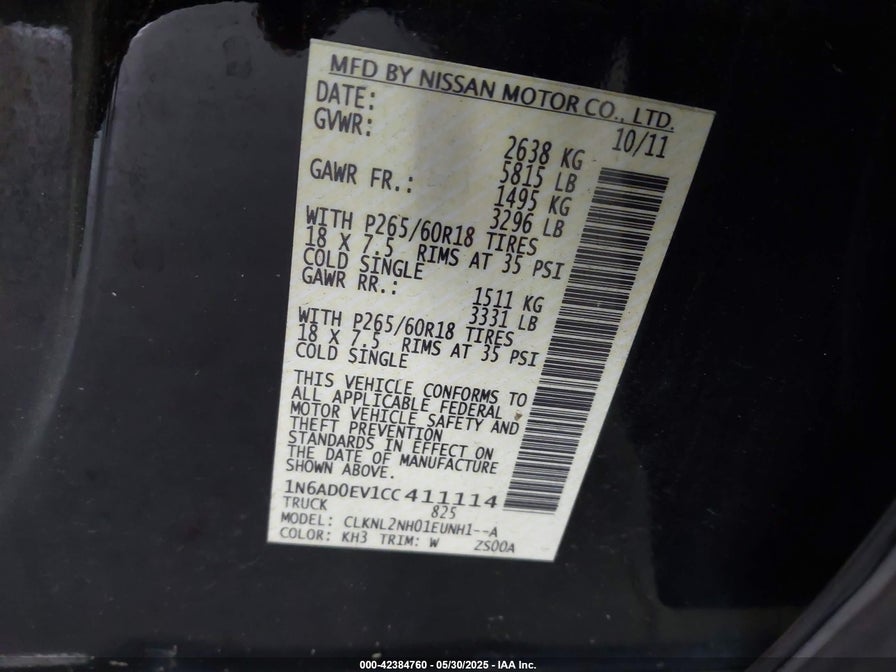 MFD BY NISSAN MOTOR CO., LTD.
DATE: 10/11
GVWR: 2638 KG
5815 LB
GAWR FR.: 1495 KG
3296 LB
WITH P265/60R18 TIRES
18 X 7.5 RIMS AT 35 PSI
COLD SINGLE
GAWR RR.: 1511 KG
3331 LB
WITH P265/60R18 TIRES
18 X 7.5 RIMS AT 35 PSI
COLD SINGLE
THIS VEHICLE CONFORMS TO
ALL APPLICABLE FEDERAL
MOTOR VEHICLE SAFETY AND
THEFT PREVENTION
STANDARDS IN EFFECT ON
THE DATE OF MANUFACTURE
SHOWN ABOVE.
1N6AD0EV1CC411114
TRUCK 825
MODEL: CLKNL2NH01EUNH1--A
COLOR: KH3 TRIM: W ZS00A
000-42384760 - 05/30/2025 - IAA Inc.